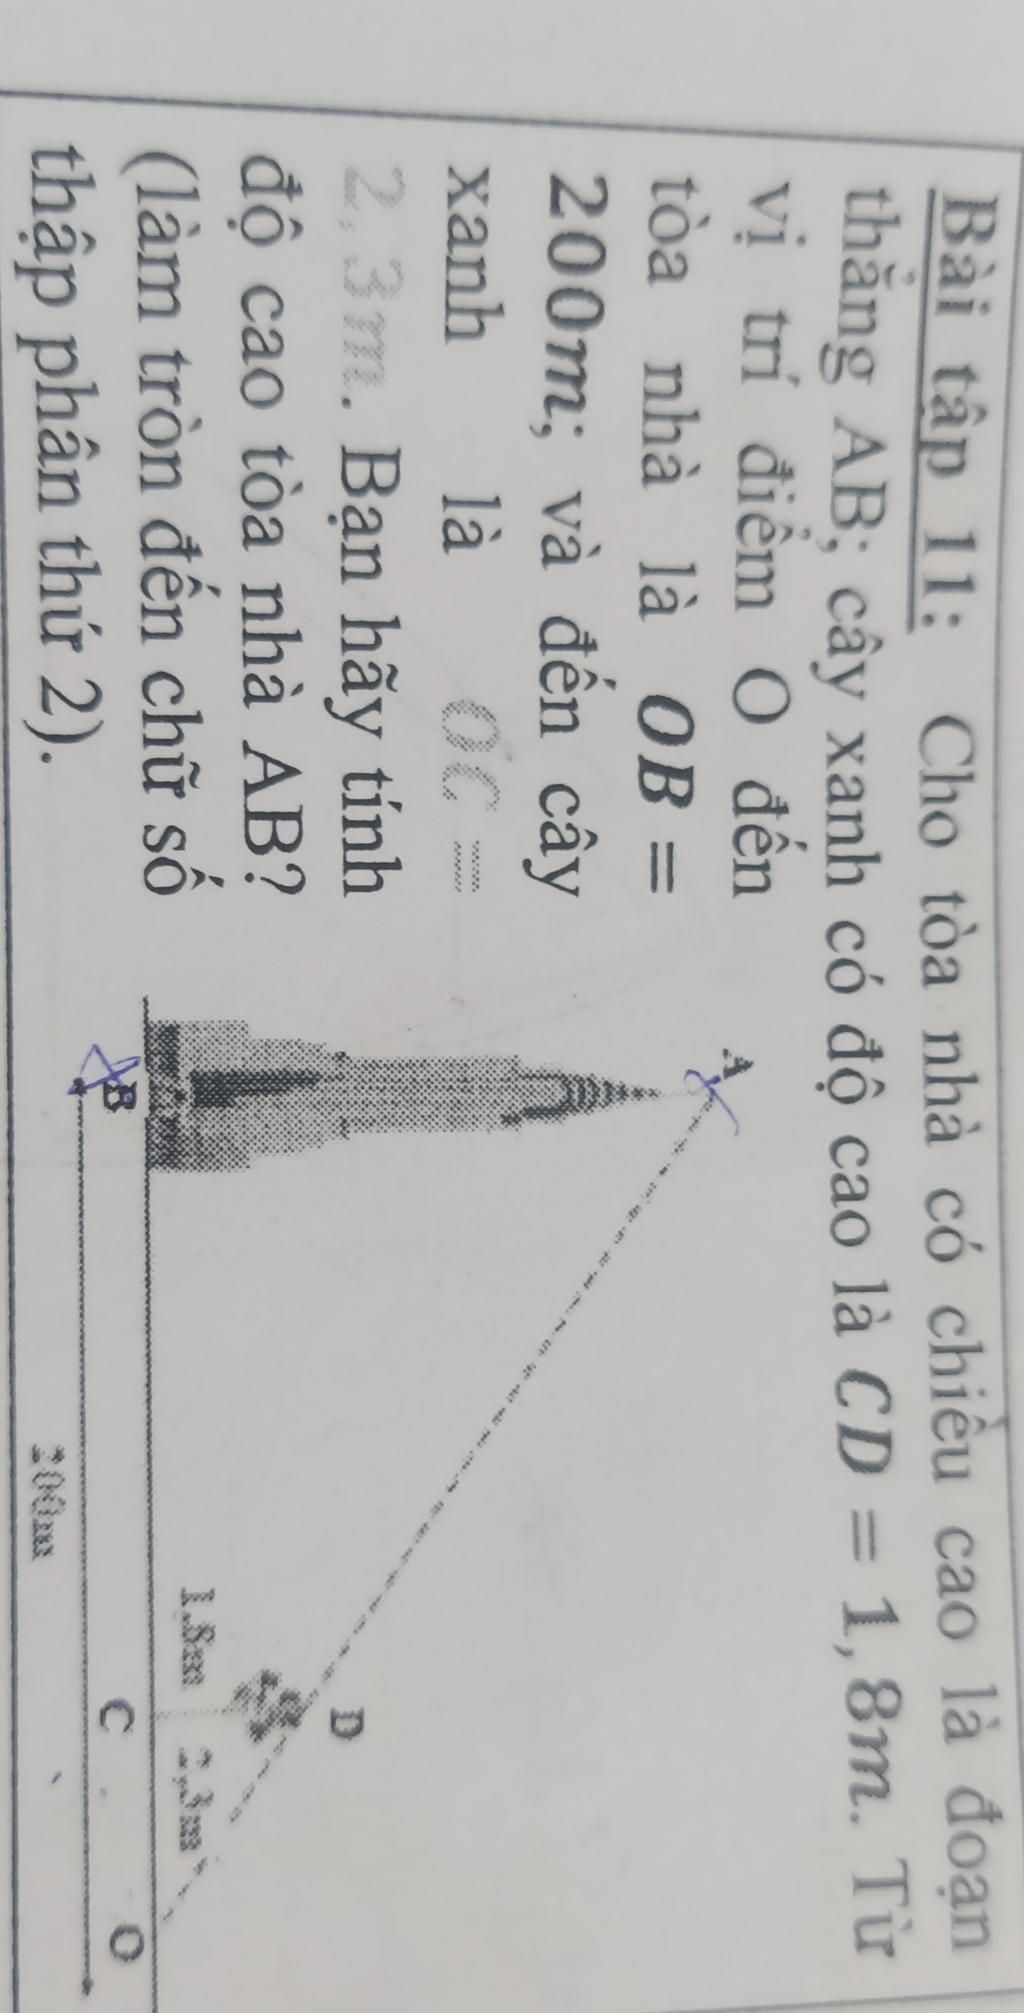 Bài tập 11: Cho tòa nhà có chiều cao là đoạn
thẳng AB; cây xanh có độ cao là CD = 1,8m. Từ
vị trí điểm O đến
tòa nhà là OB =
200m; và đến cây
xanh là OC =
2,3m. Bạn hãy tính
độ cao tòa nhà AB?
(làm tròn đến chữ số
thập phân thứ 2).
A
D
1,8m 2,3m
B C O
200m